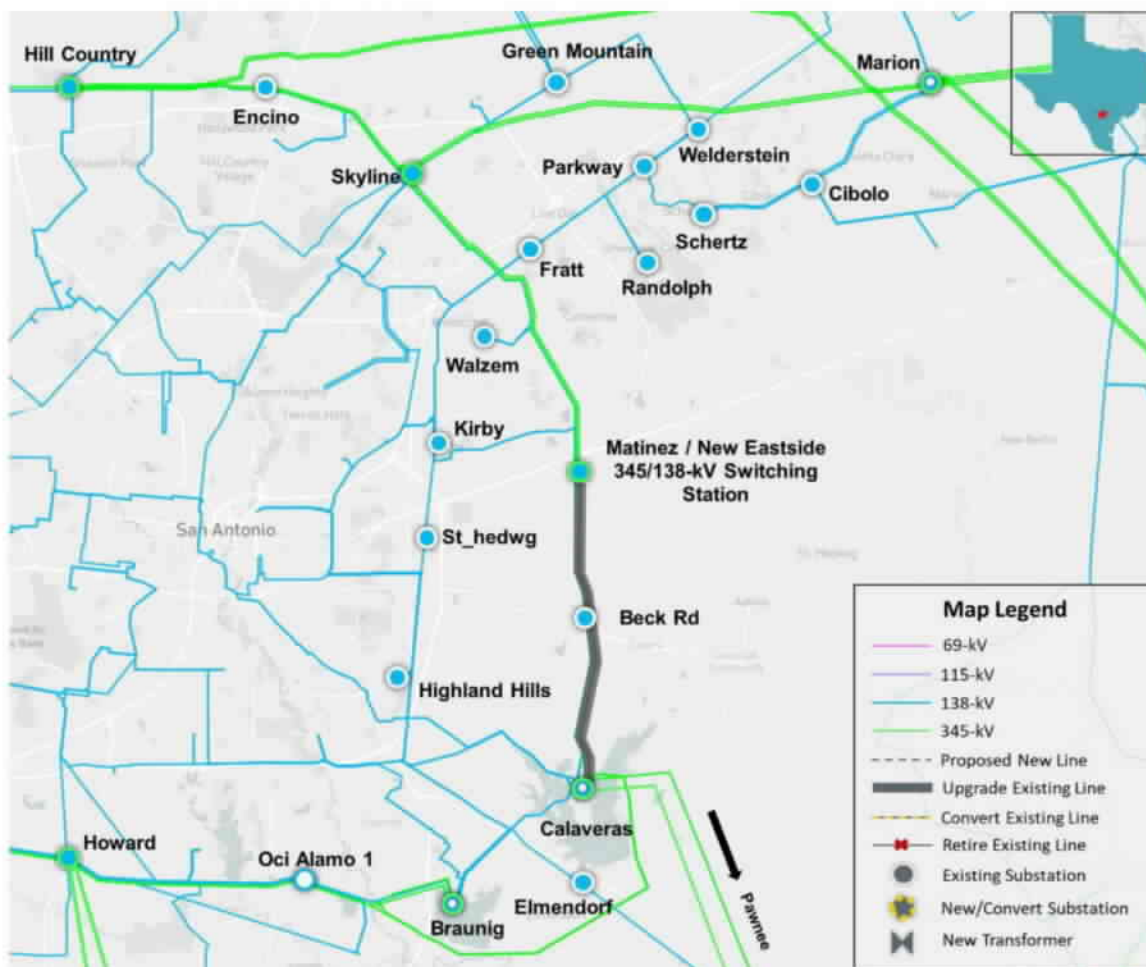 Hill Country
Green Mountain
Marion
Encino
Welderstein
Parkway
Skyline
Cibolo
Schertz
Fratt
Randolph
Walzem
Kirby
Matinez / New Eastside
345/138-kV Switching
Station
San Antonio
St_hedwg
Beck Rd
Highland Hills
Calaveras
Howard
Oci Alamo 1
Elmendorf
Braunig
Pawnee
Map Legend
69-kV
115-kV
138-kV
345-kV
Proposed New Line
Upgrade Existing Line
Convert Existing Line
Retire Existing Line
Existing Substation
New/Convert Substation
New Transformer